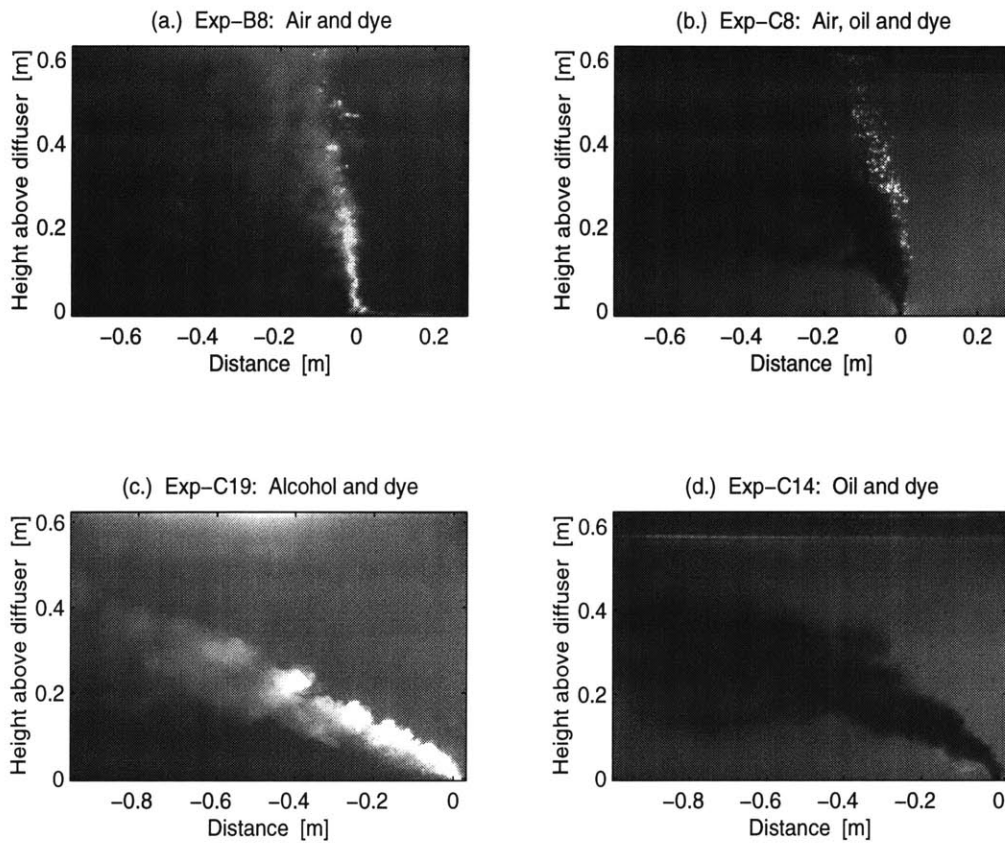 (a.) Exp−B8: Air and dye
Height above diffuser [m]
0.6
0.4
0.2
0
−0.6 −0.4 −0.2 0 0.2
Distance [m]
(b.) Exp−C8: Air, oil and dye
Height above diffuser [m]
0.6
0.4
0.2
0
−0.6 −0.4 −0.2 0 0.2
Distance [m]
(c.) Exp−C19: Alcohol and dye
Height above diffuser [m]
0.6
0.4
0.2
0
−0.8 −0.6 −0.4 −0.2 0
Distance [m]
(d.) Exp−C14: Oil and dye
Height above diffuser [m]
0.6
0.4
0.2
0
−0.8 −0.6 −0.4 −0.2 0
Distance [m]